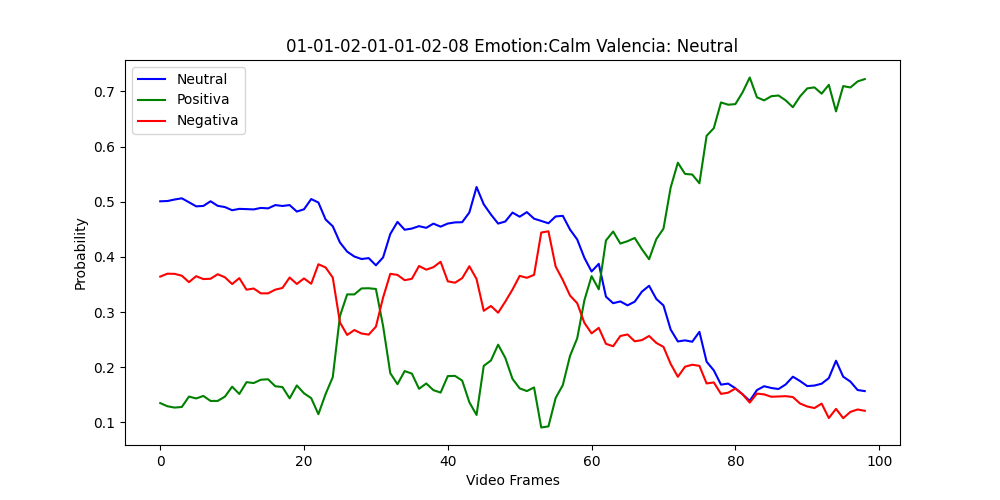 01-01-02-01-01-02-08 Emotion:Calm Valencia: Neutral
Neutral
Positiva
Negativa
Probability
0.7
0.6
0.5
0.4
0.3
0.2
0.1
0 20 40 60 80 100
Video Frames